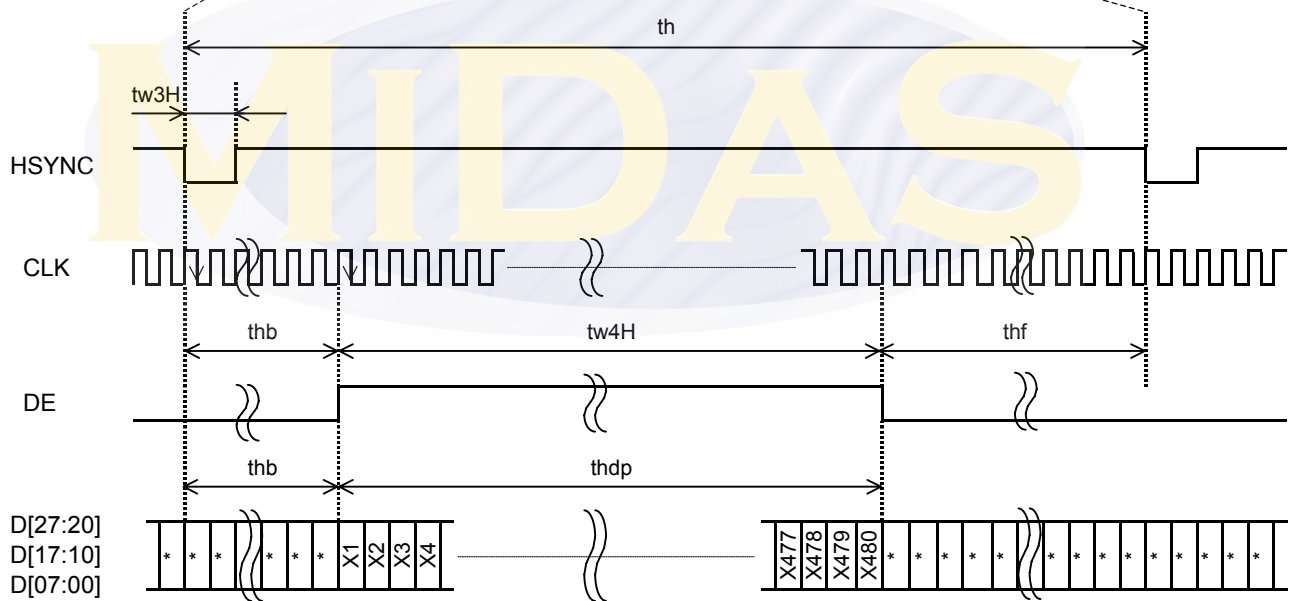 th
MIDAS
tw3H
HSYNC
CLK
thb tw4H thf
DE
thb thdp
D[27:20]
D[17:10]
D[07:00]
* * * * * * X1 X2 X3 X4 X477 X478 X479 X480 * * * * * * * * * * * * * * *